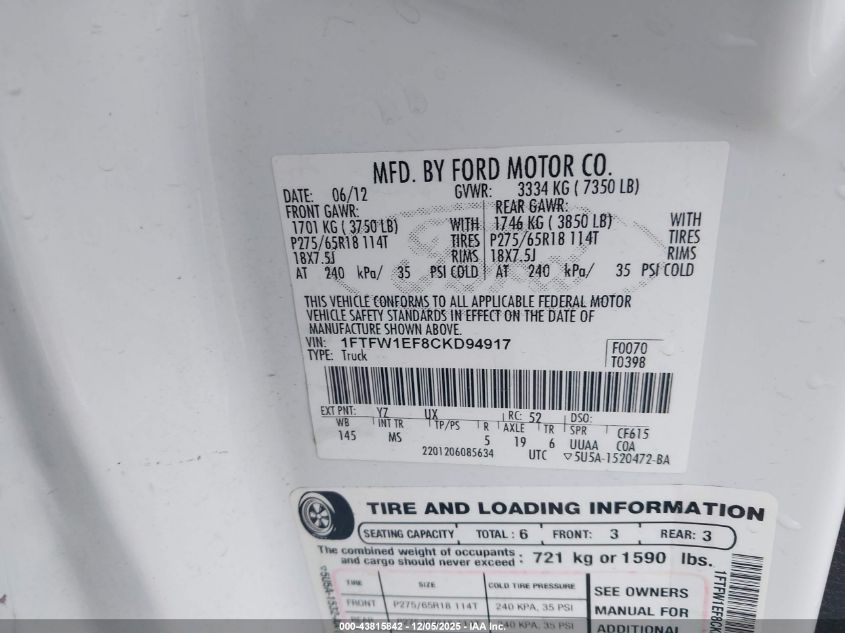 MFD. BY FORD MOTOR CO.
DATE: 06/12 GVWR: 3334 KG ( 7350 LB)
FRONT GAWR: REAR GAWR:
1701 KG ( 3750 LB) WITH 1746 KG ( 3850 LB) WITH
P275/65R18 114T TIRES P275/65R18 114T TIRES
18X7.5J RIMS 18X7.5J RIMS
AT 240 kPa/ 35 PSI COLD AT 240 kPa/ 35 PSI COLD
THIS VEHICLE CONFORMS TO ALL APPLICABLE FEDERAL MOTOR
VEHICLE SAFETY STANDARDS IN EFFECT ON THE DATE OF
MANUFACTURE SHOWN ABOVE.
VIN: 1FTFW1EF8CKD94917
TYPE: Truck
F0070
T0398
EXT PNT: YZ UX RC: 52 DSO:
WB INT TR TP/PS R AXLE TR SPR CF615
145 MS 5 19 6 UUAA COA
2201206085634 UTC ▽5U5A-1520472-BA
TIRE AND LOADING INFORMATION
SEATING CAPACITY TOTAL: 6 FRONT: 3 REAR: 3
The combined weight of occupants and cargo should never exceed : 721 kg or 1590 lbs.
TIRE SIZE COLD TIRE PRESSURE
FRONT P275/65R18 114T 240 KPA, 35 PSI
240 KPA, 35 PSI
SEE OWNERS
MANUAL FOR
ADDITIONAL
1FTFW1EF8CK
000-43815842 - 12/05/2025 - COPYRIGHT IAA, LLC.